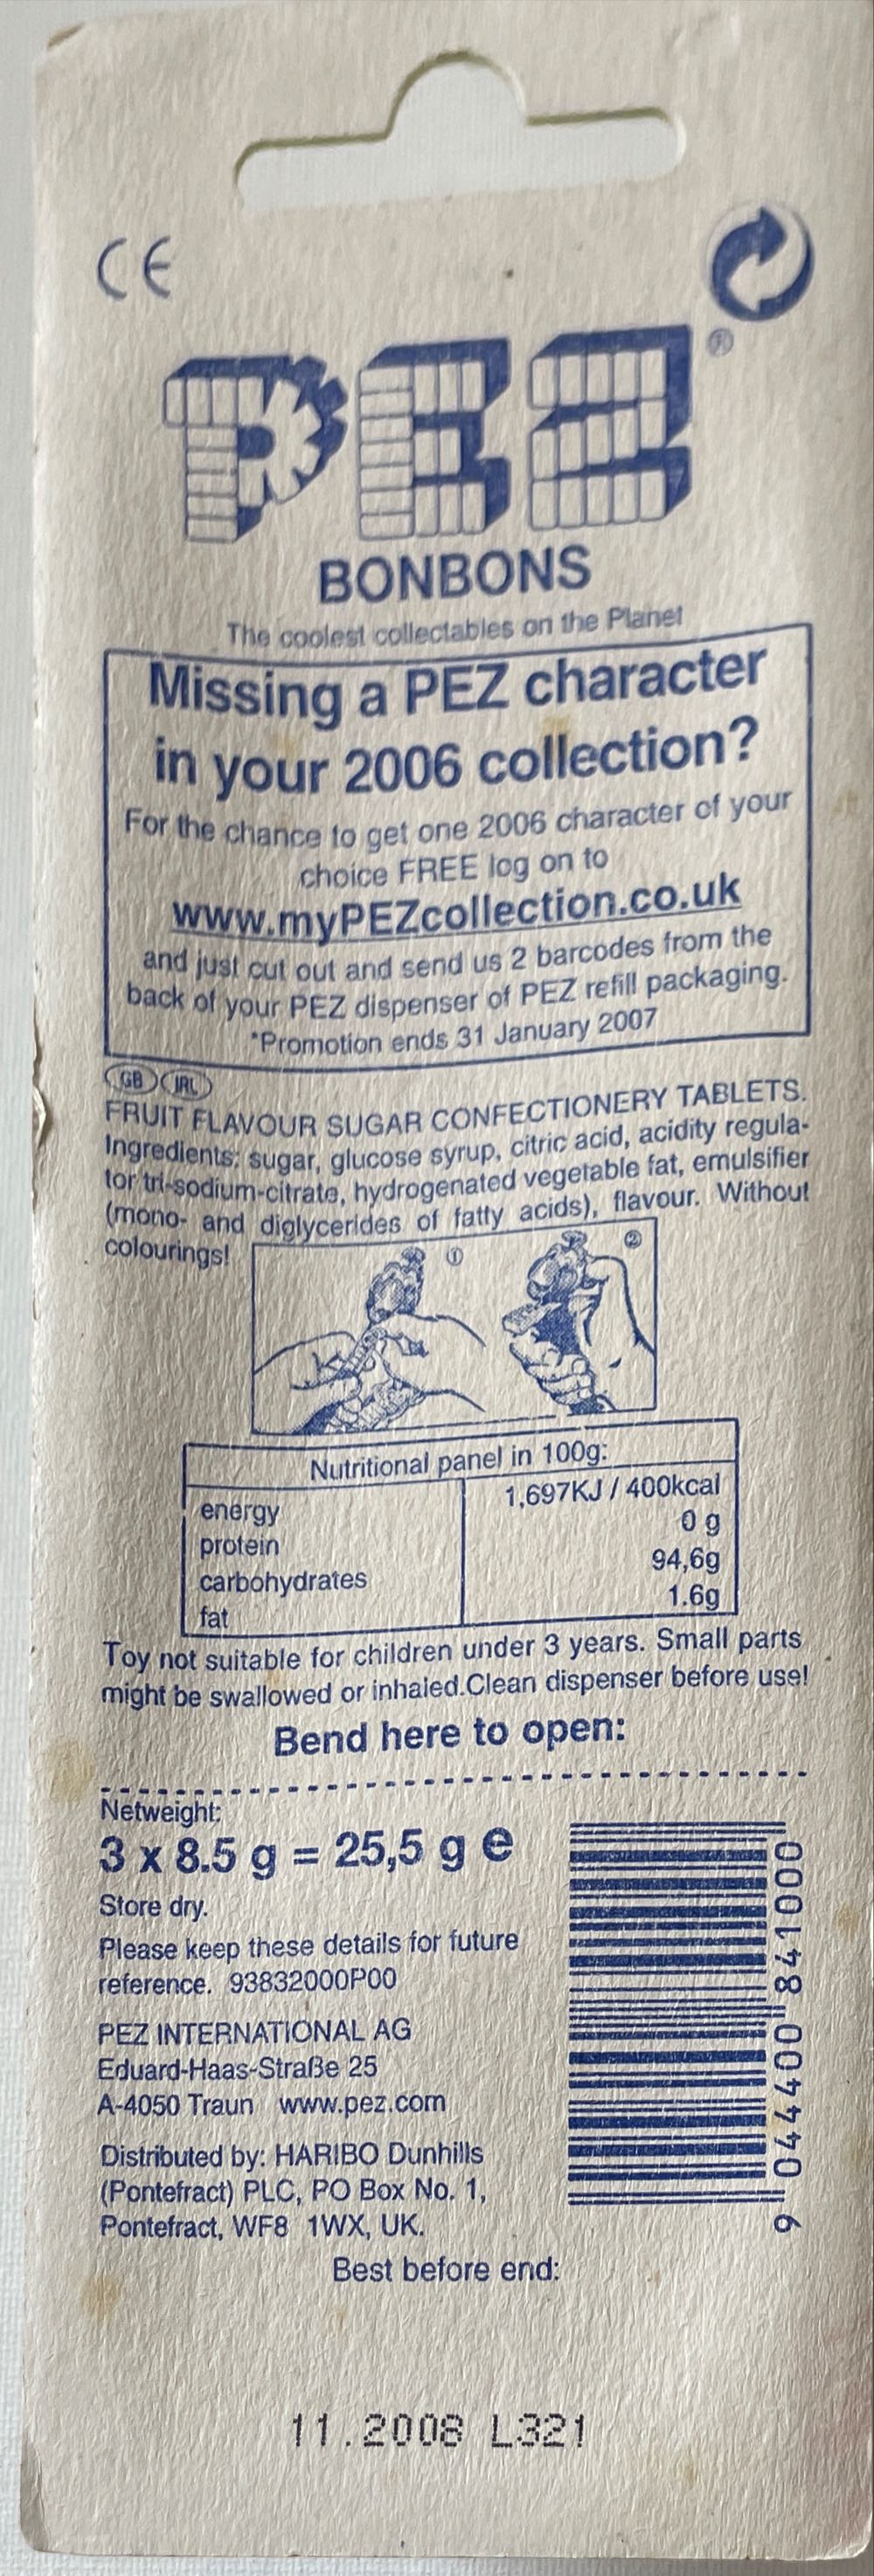 CE
PEZ®
BONBONS
The coolest collectables on the Planet
Missing a PEZ character
in your 2006 collection?
For the chance to get one 2006 character of your
choice FREE log on to
www.myPEZcollection.co.uk
and just cut out and send us 2 barcodes from the
back of your PEZ dispenser of PEZ refill packaging.
*Promotion ends 31 January 2007
GB IRL
FRUIT FLAVOUR SUGAR CONFECTIONERY TABLETS.
Ingredients: sugar, glucose syrup, citric acid, acidity regula-
tor tri-sodium-citrate, hydrogenated vegetable fat, emulsifier
(mono- and diglycerides of fatty acids), flavour. Without
colourings!
① ②
Nutritional panel in 100g:
energy 1,697KJ / 400kcal
protein 0 g
carbohydrates 94,6g
fat 1.6g
Toy not suitable for children under 3 years. Small parts
might be swallowed or inhaled.Clean dispenser before use!
Bend here to open:
Netweight:
3 x 8.5 g = 25,5 g e
Store dry.
Please keep these details for future
reference. 93832000P00
PEZ INTERNATIONAL AG
Eduard-Haas-Straße 25
A-4050 Traun www.pez.com
Distributed by: HARIBO Dunhills
(Pontefract) PLC, PO Box No. 1,
Pontefract, WF8 1WX, UK.
9 044400 841000
Best before end:
11.2008 L321